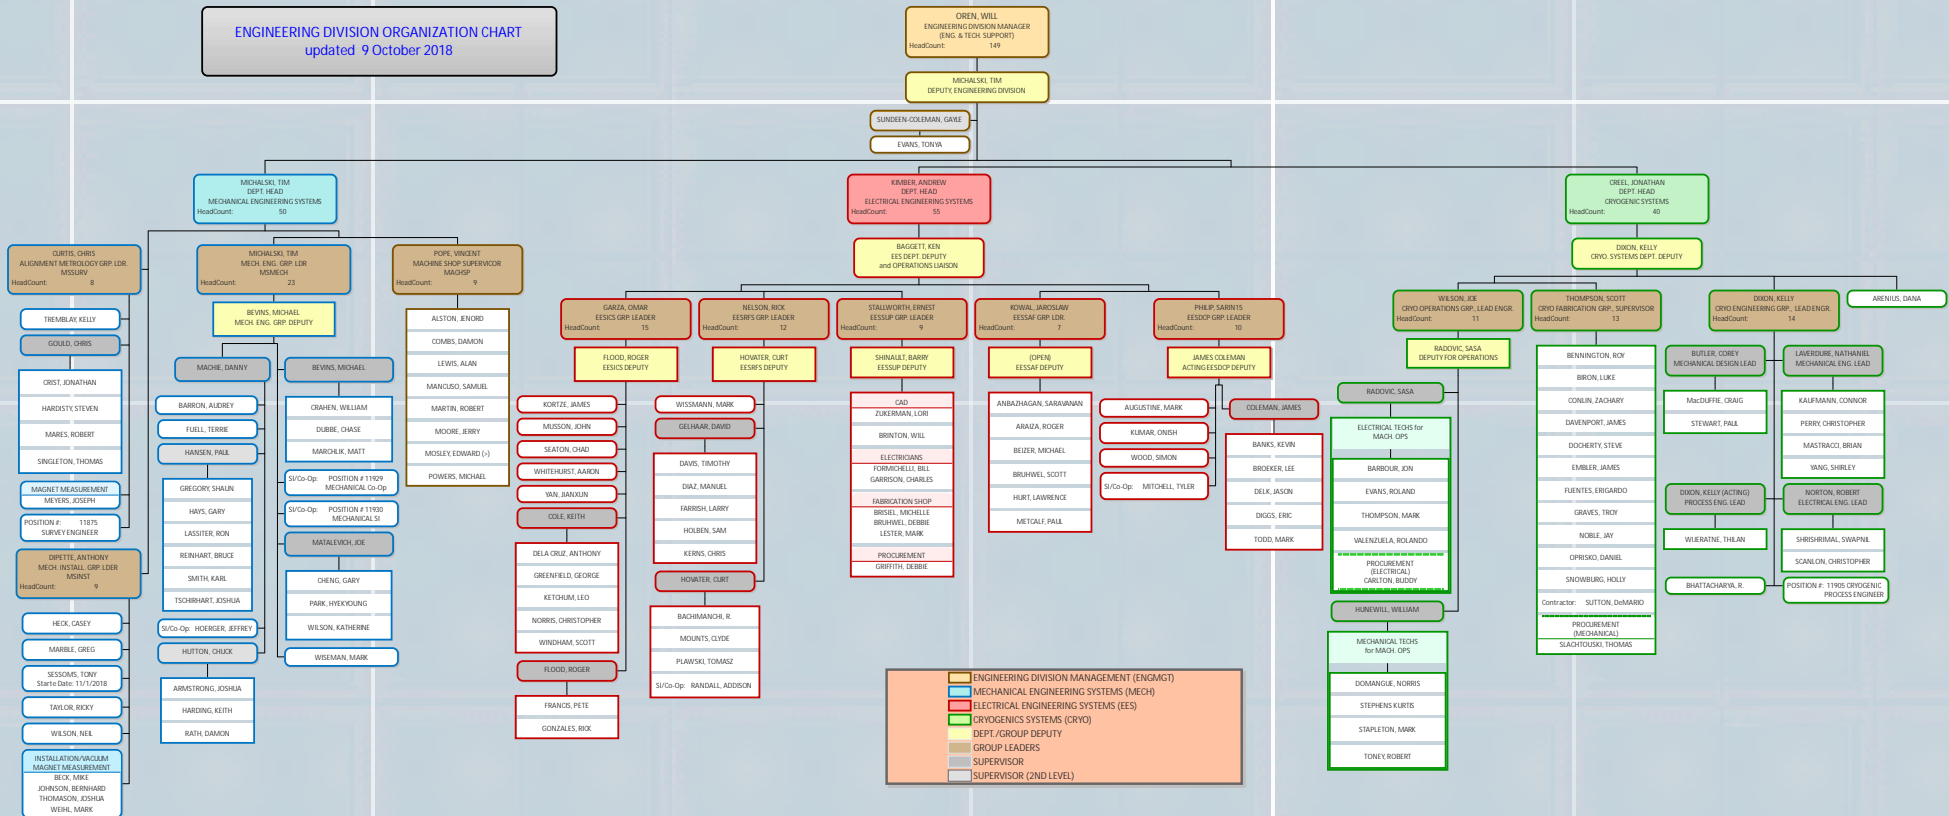 ENGINEERING DIVISION ORGANIZATION CHART
updated 9 October 2018
OREN, WILL
ENGINEERING DIVISION MANAGER
(ENG. & TECH. SUPPORT)
HeadCount: 149
MICHALSKI, TIM
DEPUTY, ENGINEERING DIVISION
SUNDEEN-COLEMAN, GAYLE
EVANS, TONYA
MICHALSKI, TIM
DEPT. HEAD
MECHANICAL ENGINEERING SYSTEMS
HeadCount: 50
CURTIS, CHRIS
ALIGNMENT METROLOGY GRP. LDR.
MSSURV
HeadCount: 8
TREMBLAY, KELLY
GOULD, CHRIS
CRIST, JONATHAN
HARDISTY, STEVEN
MARES, ROBERT
SINGLETON, THOMAS
MAGNET MEASUREMENT
MEYERS, JOSEPH
POSITION #: 11875
SURVEY ENGINEER
DIPETTE, ANTHONY
MECH. INSTALL. GRP. LDER
MSINST
HeadCount: 9
HECK, CASEY
MARBLE, GREG
SESSOMS, TONY
Starte Date: 11/1/2018
TAYLOR, RICKY
WILSON, NEIL
INSTALLATION/VACUUM
MAGNET MEASUREMENT
BECK, MIKE
JOHNSON, BERNHARD
THOMASON, JOSHUA
WEIHL, MARK
MICHALSKI, TIM
MECH. ENG. GRP. LDR
MSMECH
HeadCount: 23
BEVINS, MICHAEL
MECH. ENG. GRP. DEPUTY
MACHIE, DANNY
BARRON, AUDREY
FUELL, TERRIE
HANSEN, PAUL
GREGORY, SHAUN
HAYS, GARY
LASSITER, RON
REINHART, BRUCE
SMITH, KARL
TSCHIRHART, JOSHUA
SI/Co-Op: HOERGER, JEFFREY
HUTTON, CHUCK
ARMSTRONG, JOSHUA
HARDING, KEITH
RATH, DAMON
BEVINS, MICHAEL
CRAHEN, WILLIAM
DUBBE, CHASE
MARCHLIK, MATT
SI/Co-Op: POSITION # 11929
MECHANICAL Co-Op
SI/Co-Op: POSITION # 11930
MECHANICAL SI
MATALEVICH, JOE
CHENG, GARY
PARK, HYEKYOUNG
WILSON, KATHERINE
WISEMAN, MARK
POPE, VINCENT
MACHINE SHOP SUPERVICOR
MACHSP
HeadCount: 9
ALSTON, JENORD
COMBS, DAMON
LEWIS, ALAN
MANCUSO, SAMUEL
MARTIN, ROBERT
MOORE, JERRY
MOSLEY, EDWARD (>)
POWERS, MICHAEL
KIMBER, ANDREW
DEPT. HEAD
ELECTRICAL ENGINEERING SYSTEMS
HeadCount: 55
BAGGETT, KEN
EES DEPT. DEPUTY
and OPERATIONS LIAISON
GARZA, OMAR
EESICS GRP. LEADER
HeadCount: 15
FLOOD, ROGER
EESICS DEPUTY
KORTZE, JAMES
MUSSON, JOHN
SEATON, CHAD
WHITEHURST, AARON
YAN, JIANXUN
COLE, KEITH
DELA CRUZ, ANTHONY
GREENFIELD, GEORGE
KETCHUM, LEO
NORRIS, CHRISTOPHER
WINDHAM, SCOTT
FLOOD, ROGER
FRANCIS, PETE
GONZALES, RICK
NELSON, RICK
EESRFS GRP. LEADER
HeadCount: 12
HOVATER, CURT
EESRFS DEPUTY
WISSMANN, MARK
GELHAAR, DAVID
DAVIS, TIMOTHY
DIAZ, MANUEL
FARRISH, LARRY
HOLBEN, SAM
KERNS, CHRIS
HOVATER, CURT
BACHIMANCHI, R.
MOUNTS, CLYDE
PLAWSKI, TOMASZ
SI/Co-Op: RANDALL, ADDISON
STALLWORTH, ERNEST
EESSUP GRP. LEADER
HeadCount: 9
SHINAULT, BARRY
EESSUP DEPUTY
CAD
ZUKERMAN, LORI
BRINTON, WILL
ELECTRICIANS
FORMICHELLI, BILL
GARRISON, CHARLES
FABRICATION SHOP
BRISIEL, MICHELLE
BRUHWEL, DEBBIE
LESTER, MARK
PROCUREMENT
GRIFFITH, DEBBIE
KOWAL, JAROSLAW
EESSAF GRP. LDR.
HeadCount: 7
(OPEN)
EESSAF DEPUTY
ANBAZHAGAN, SARAVANAN
ARAIZA, ROGER
BEIZER, MICHAEL
BRUHWEL, SCOTT
HURT, LAWRENCE
METCALF, PAUL
PHILIP, SARIN15
EESDCP GRP. LEADER
HeadCount: 10
JAMES COLEMAN
ACTING EESDCP DEPUTY
AUGUSTINE, MARK
KUMAR, ONISH
WOOD, SIMON
SI/Co-Op: MITCHELL, TYLER
COLEMAN, JAMES
BANKS, KEVIN
BROEKER, LEE
DELK, JASON
DIGGS, ERIC
TODD, MARK
CREEL, JONATHAN
DEPT. HEAD
CRYOGENIC SYSTEMS
HeadCount: 40
DIXON, KELLY
CRYO. SYSTEMS DEPT. DEPUTY
WILSON, JOE
CRYO OPERATIONS GRP., LEAD ENGR.
HeadCount: 11
RADOVIC, SASA
DEPUTY FOR OPERATIONS
RADOVIC, SASA
ELECTRICAL TECHS for
MACH. OPS
BARBOUR, JON
EVANS, ROLAND
THOMPSON, MARK
VALENZUELA, ROLANDO
PROCUREMENT
(ELECTRICAL)
CARLTON, BUDDY
HUNEWILL, WILLIAM
MECHANICAL TECHS
for MACH. OPS
DOMANGUE, NORRIS
STEPHENS KURTIS
STAPLETON, MARK
TONEY, ROBERT
THOMPSON, SCOTT
CRYO FABRICATION GRP., SUPERVISOR
HeadCount: 13
BENNINGTON, ROY
BIRON, LUKE
CONLIN, ZACHARY
DAVENPORT, JAMES
DOCHERTY, STEVE
EMBLER, JAMES
FUENTES, ERIGARDO
GRAVES, TROY
NOBLE, JAY
OPRISKO, DANIEL
SNOWBURG, HOLLY
Contractor: SUTTON, DeMARIO
PROCUREMENT
(MECHANICAL)
SLACHTOUSKI, THOMAS
DIXON, KELLY
CRYO ENGINEERING GRP., LEAD ENGR.
HeadCount: 14
BUTLER, COREY
MECHANICAL DESIGN LEAD
MacDUFFIE, CRAIG
STEWART, PAUL
LAVERDURE, NATHANIEL
MECHANICAL ENG. LEAD
KAUFMANN, CONNOR
PERRY, CHRISTOPHER
MASTRACCI, BRIAN
YANG, SHIRLEY
DIXON, KELLY (ACTING)
PROCESS ENG. LEAD
WIJERATNE, THILAN
NORTON, ROBERT
ELECTRICAL ENG. LEAD
SHRISHRIMAL, SWAPNIL
SCANLON, CHRISTOPHER
BHATTACHARYA, R.
POSITION #: 11905 CRYOGENIC
PROCESS ENGINEER
ARENIUS, DANA
ENGINEERING DIVISION MANAGEMENT (ENGMGT)
MECHANICAL ENGINEERING SYSTEMS (MECH)
ELECTRICAL ENGINEERING SYSTEMS (EES)
CRYOGENICS SYSTEMS (CRYO)
DEPT./GROUP DEPUTY
GROUP LEADERS
SUPERVISOR
SUPERVISOR (2ND LEVEL)